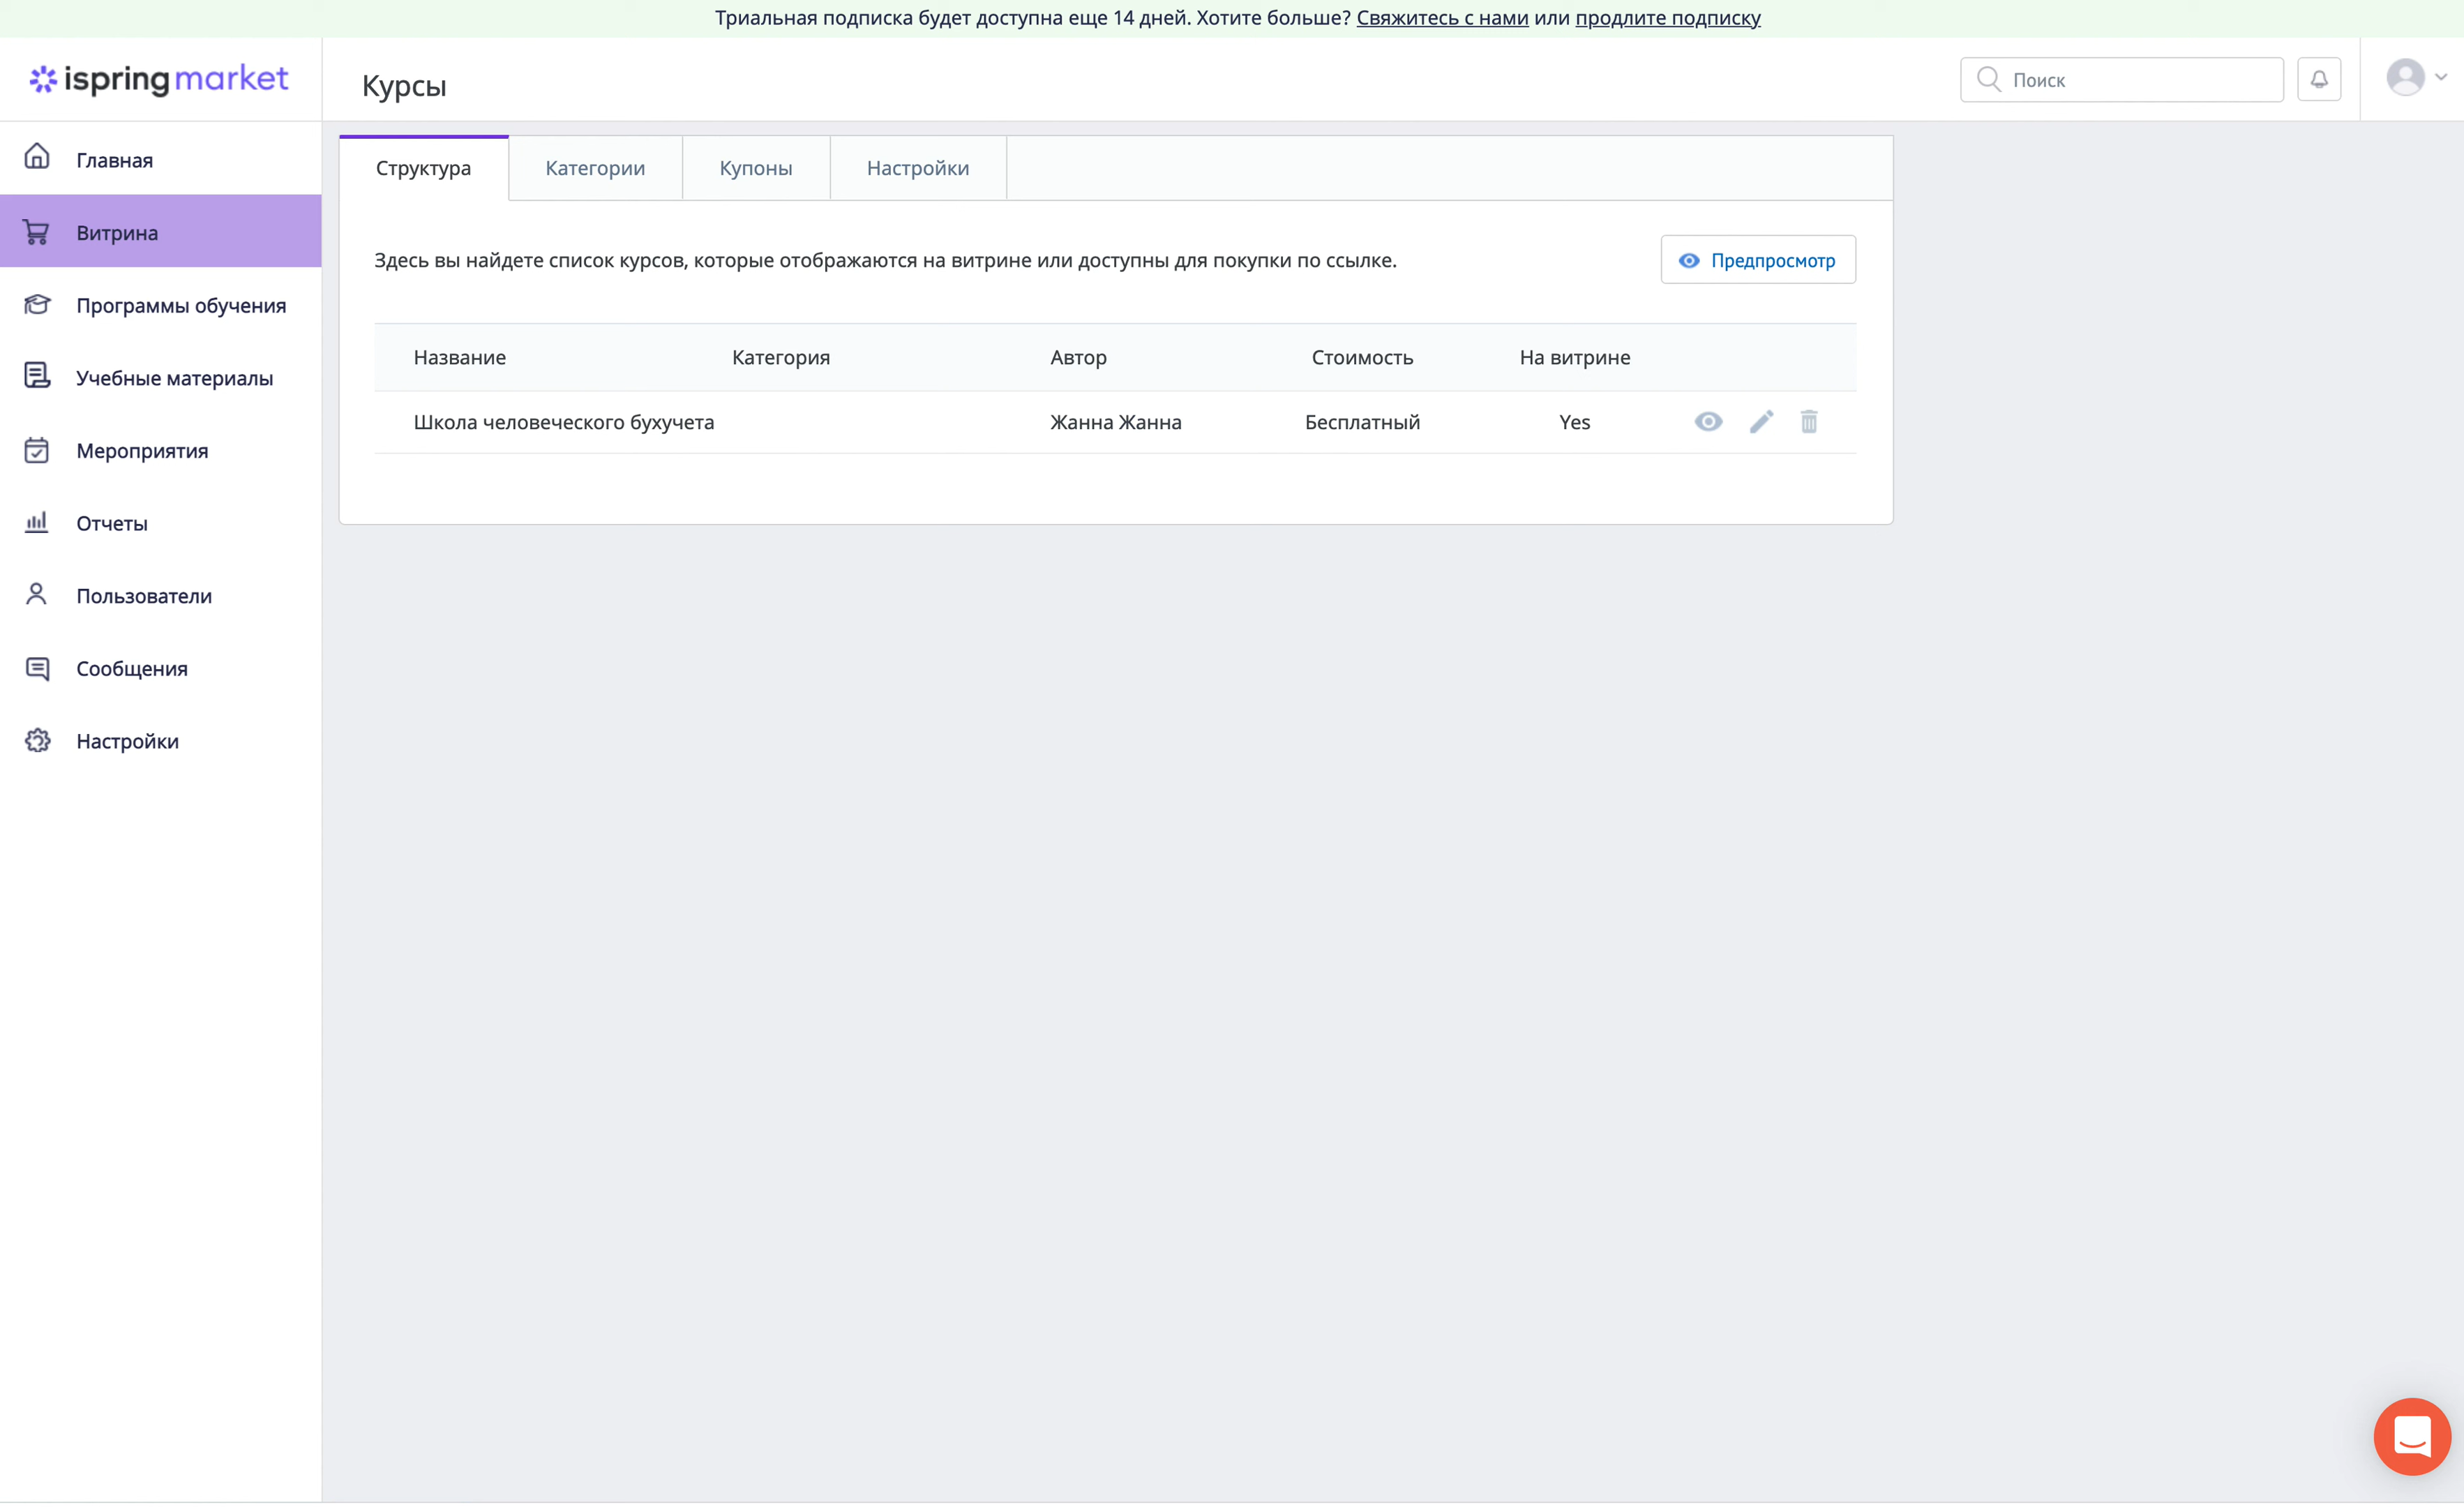 Триальная подписка будет доступна еще 14 дней. Хотите больше? Свяжитесь с нами или продлите подписку
ispring market
Курсы
Поиск
Главная
Витрина
Программы обучения
Учебные материалы
Мероприятия
Отчеты
Пользователи
Сообщения
Настройки
Структура Категории Купоны Настройки
Здесь вы найдете список курсов, которые отображаются на витрине или доступны для покупки по ссылке.
Предпросмотр
Название Категория Автор Стоимость На витрине
Школа человеческого бухучета Жанна Жанна Бесплатный Yes